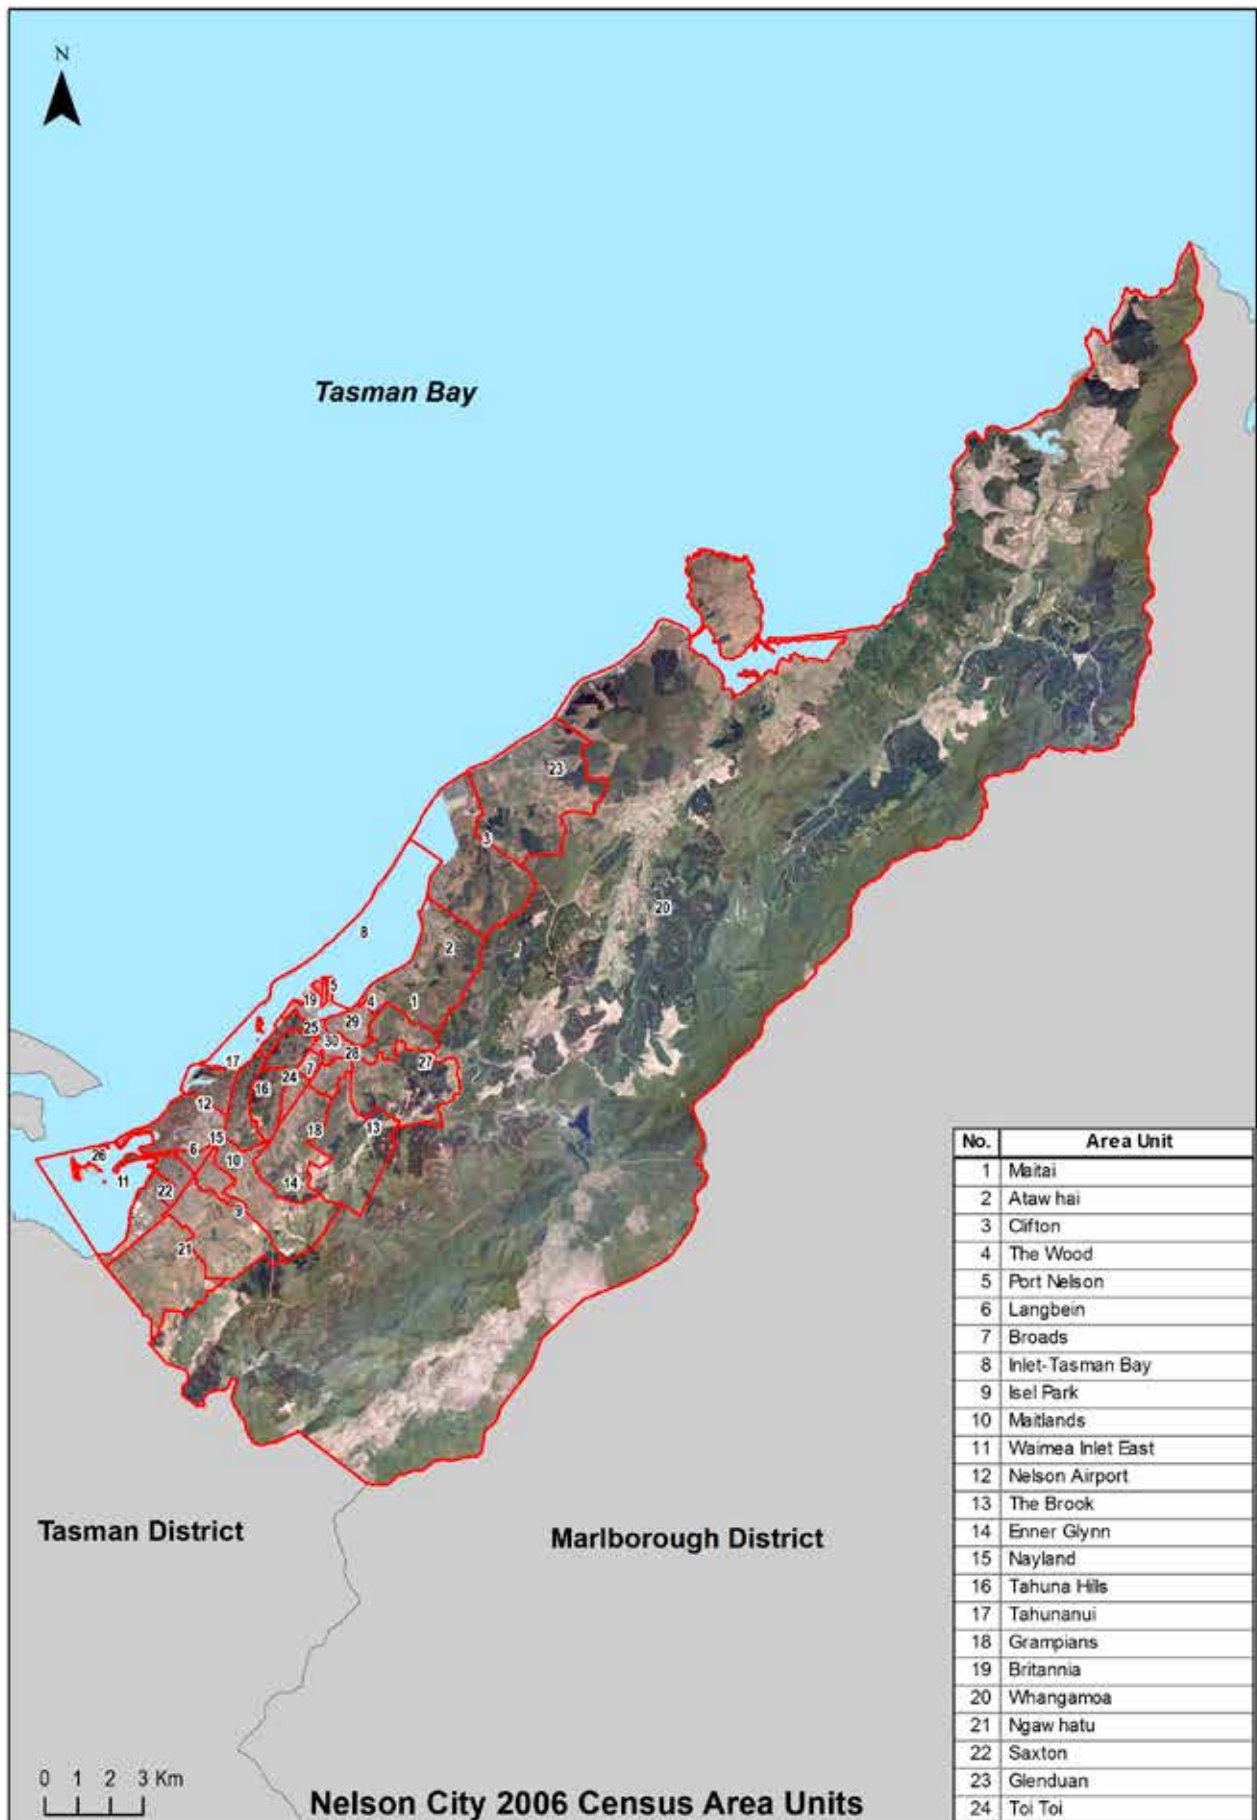 N
Tasman Bay
23
3
20
8
2
5
19
4
1
29
25
30
28
27
17
7
24
16
12
18
13
15
6
10
26
11
14
22
9
21
No. Area Unit
1 Maitai
2 Ataw hai
3 Clifton
4 The Wood
5 Port Nelson
6 Langbein
7 Broads
8 Inlet-Tasman Bay
9 Isel Park
10 Maitlands
11 Waimea Inlet East
12 Nelson Airport
13 The Brook
14 Enner Glynn
15 Nayland
16 Tahuna Hills
17 Tahunanui
18 Grampians
19 Britannia
20 Whangamoa
21 Ngaw hatu
22 Saxton
23 Glenduan
24 Toi Toi
Tasman District
Marlborough District
0 1 2 3 Km
Nelson City 2006 Census Area Units